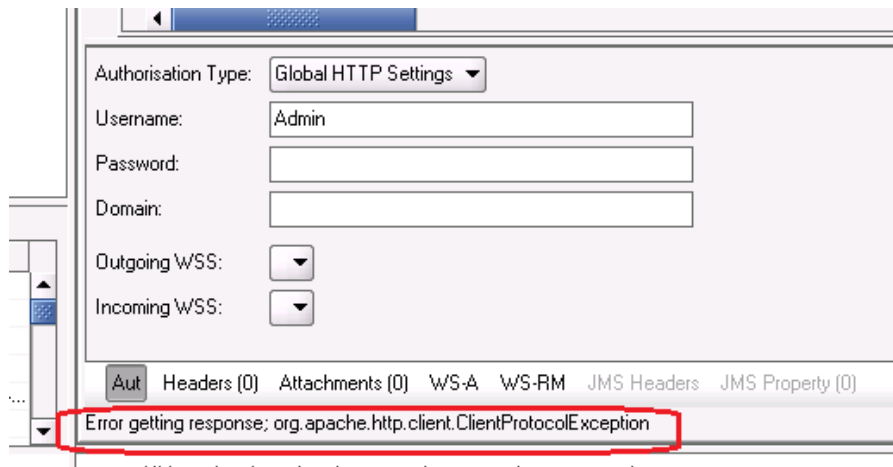 Authorisation Type: Global HTTP Settings
Username: Admin
Password:
Domain:
Outgoing WSS:
Incoming WSS:
Aut Headers (0) Attachments (0) WS-A WS-RM JMS Headers JMS Property (0)
Error getting response; org.apache.http.client.ClientProtocolException